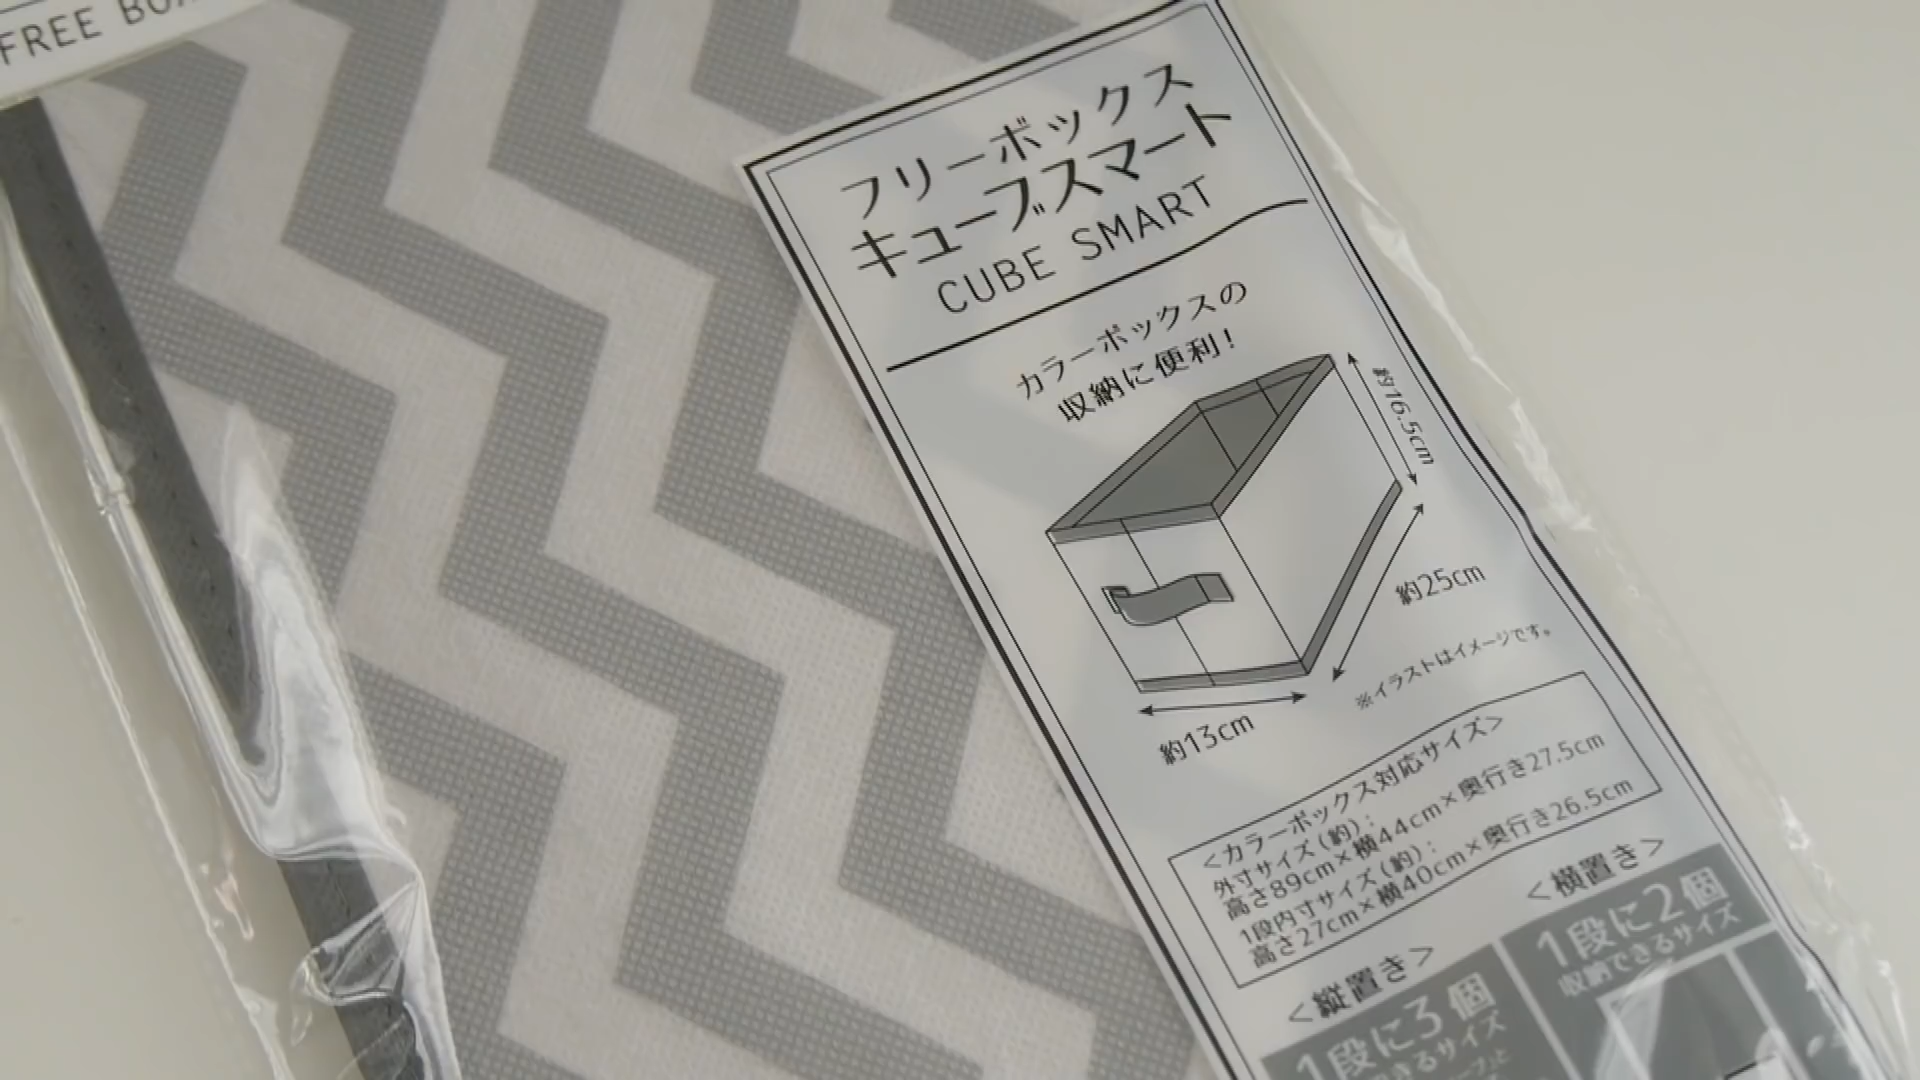 FREE BOX
フリーボックス
キューブスマート
CUBE SMART
カラーボックスの
収納に便利!
約16.5cm
約25cm
約13cm
※イラストはイメージです。
<カラーボックス対応サイズ>
外寸サイズ(約):
高さ89cm×横44cm×奥行き27.5cm
1段内寸サイズ(約):
高さ27cm×横40cm×奥行き26.5cm
<横置き>
1段に2個
収納できるサイズ
<縦置き>
1段に3個
きるサイズ